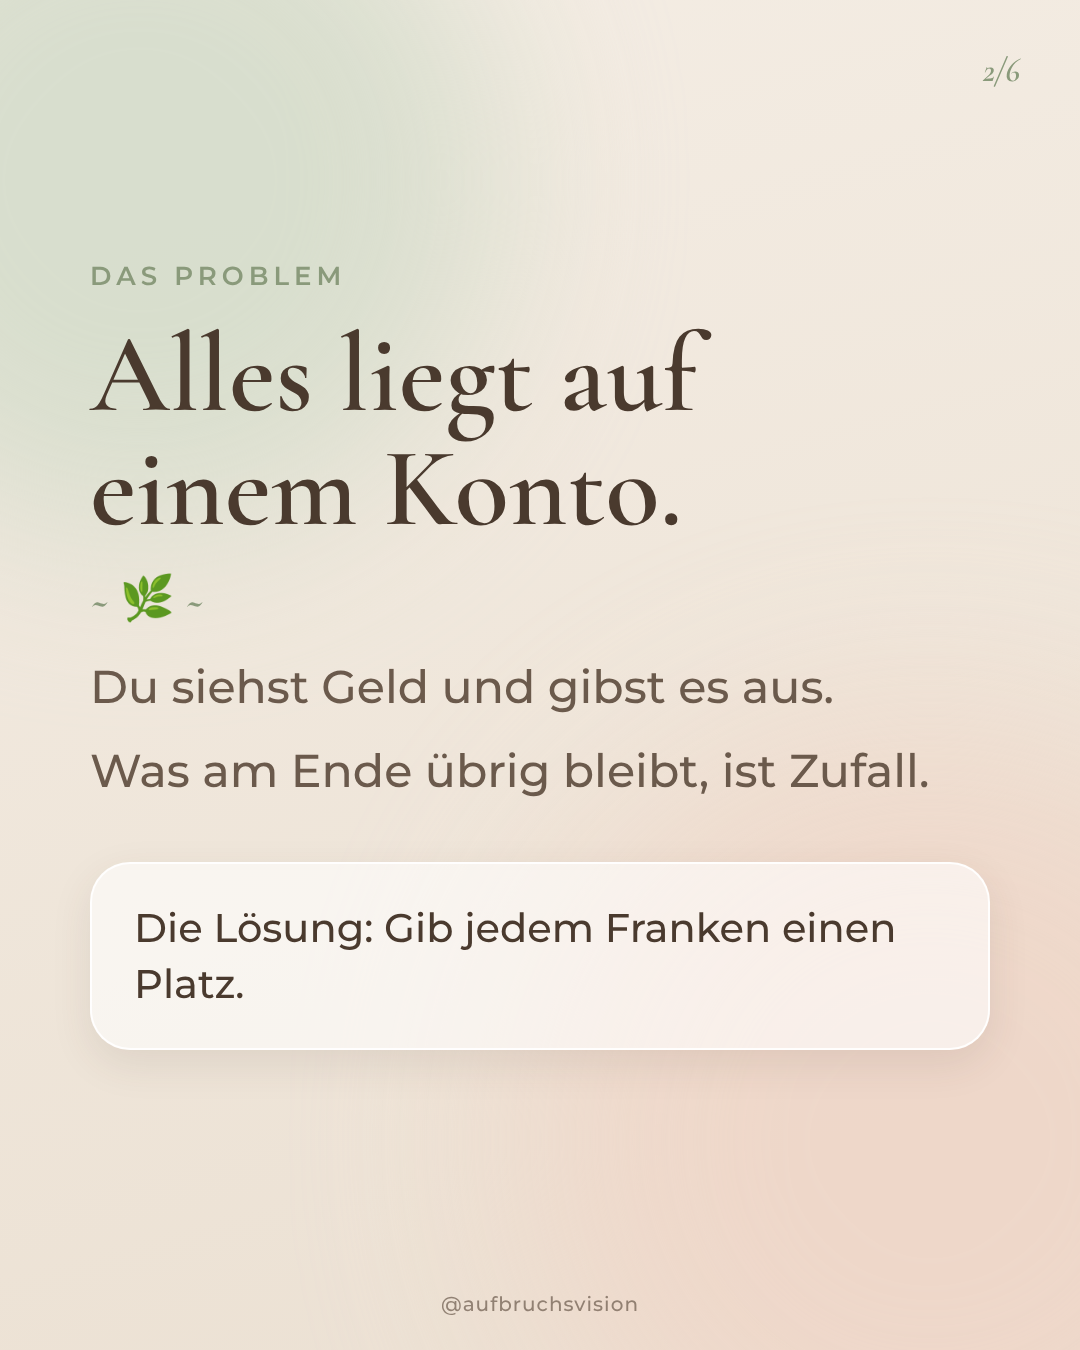 2/6
DAS PROBLEM
Alles liegt auf
einem Konto.
~ 🌿 ~
Du siehst Geld und gibst es aus.
Was am Ende übrig bleibt, ist Zufall.
Die Lösung: Gib jedem Franken einen
Platz.
@aufbruchsvision